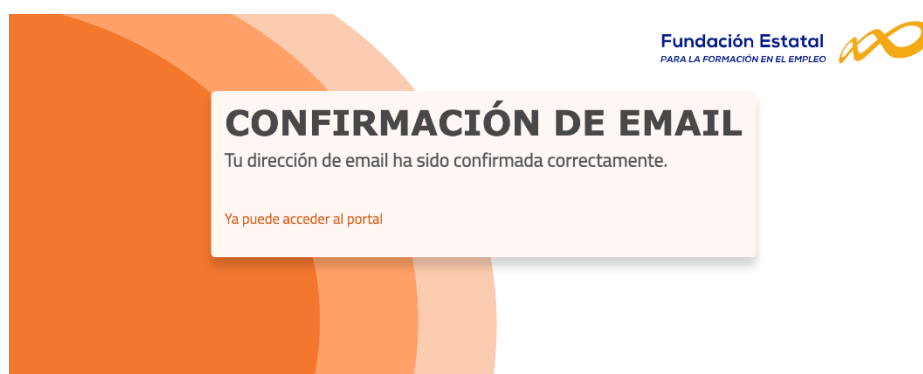 Fundación Estatal
PARA LA FORMACIÓN EN EL EMPLEO
CONFIRMACIÓN DE EMAIL
Tu dirección de email ha sido confirmada correctamente.
Ya puede acceder al portal